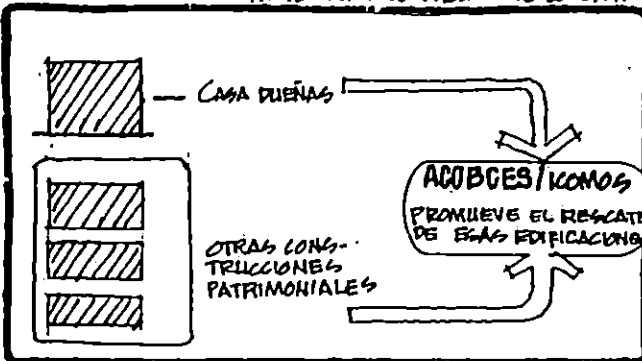 CASA DUEÑAS
ACOBCES/ICOMOS
PROMUEVE EL RESCATE
DE ESAS EDIFICACIONES
OTRAS CONS-
TRUCCIONES
PATRIMONIALES